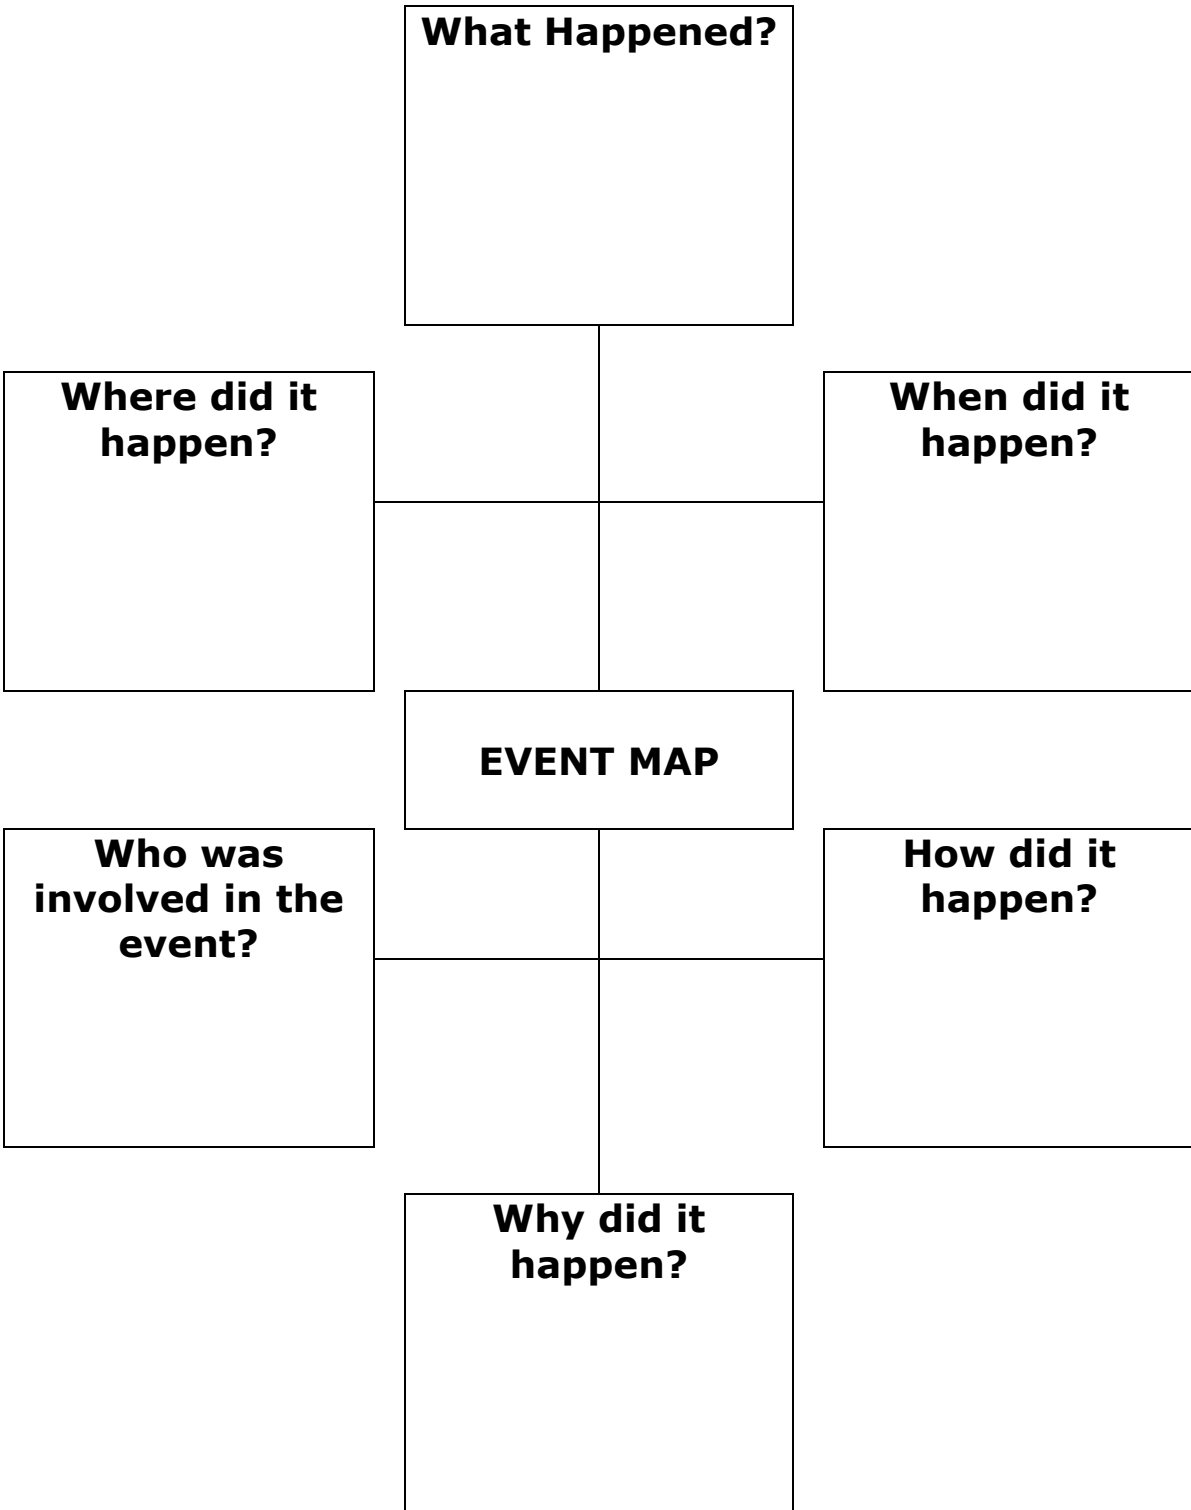 What Happened?
Where did it
happen?
When did it
happen?
EVENT MAP
Who was
involved in the
event?
How did it
happen?
Why did it
happen?